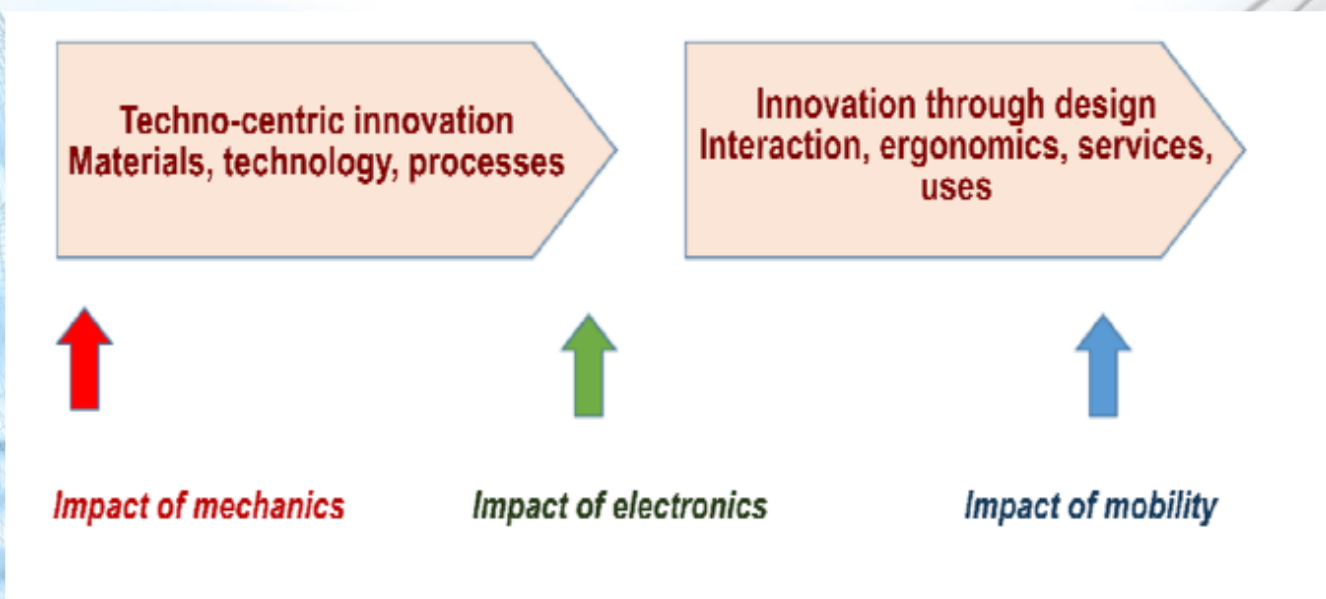 Techno-centric innovation
Materials, technology, processes
Innovation through design
Interaction, ergonomics, services,
uses
Impact of mechanics
Impact of electronics
Impact of mobility